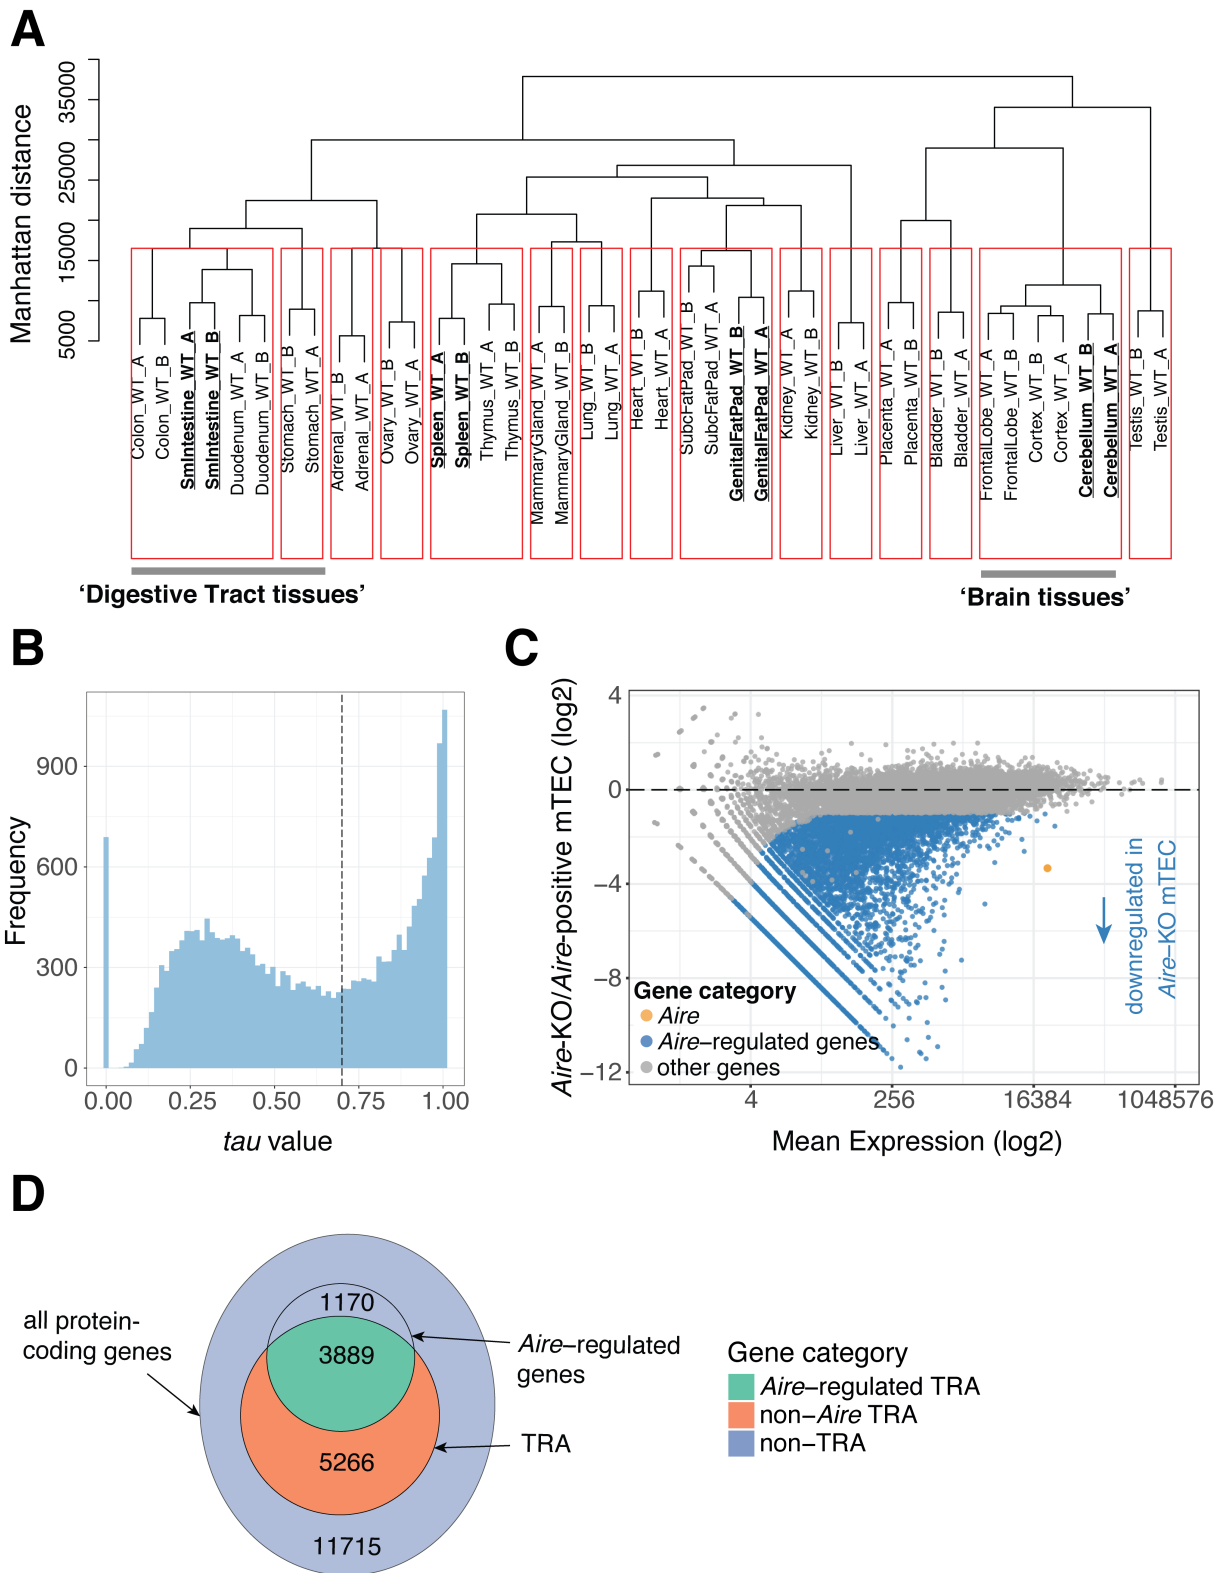 A
Manhattan distance
35000
25000
15000
5000
Colon_WT_A
Colon_WT_B
SmIntestine_WT_A
SmIntestine_WT_B
Duodenum_WT_A
Duodenum_WT_B
Stomach_WT_B
Stomach_WT_A
Adrenal_WT_B
Adrenal_WT_A
Ovary_WT_B
Ovary_WT_A
Spleen_WT_A
Spleen_WT_B
Thymus_WT_A
Thymus_WT_B
MammaryGland_WT_A
MammaryGland_WT_B
Lung_WT_B
Lung_WT_A
Heart_WT_B
Heart_WT_A
SubcFatPad_WT_B
SubcFatPad_WT_A
GenitalFatPad_WT_B
GenitalFatPad_WT_A
Kidney_WT_A
Kidney_WT_B
Liver_WT_B
Liver_WT_A
Placenta_WT_A
Placenta_WT_B
Bladder_WT_B
Bladder_WT_A
FrontalLobe_WT_A
FrontalLobe_WT_B
Cortex_WT_B
Cortex_WT_A
Cerebellum_WT_B
Cerebellum_WT_A
Testis_WT_B
Testis_WT_A
‘Digestive Tract tissues’
‘Brain tissues’
B
Frequency
900
600
300
0
0.00 0.25 0.50 0.75 1.00
tau value
C
Aire-KO/Aire-positive mTEC (log2)
4
0
−4
−8
−12
downregulated in
Aire−KO mTEC
Gene category
Aire
Aire−regulated genes
other genes
4 256 16384 1048576
Mean Expression (log2)
D
all protein-
coding genes
1170
3889
5266
11715
Aire−regulated
genes
TRA
Gene category
Aire−regulated TRA
non−Aire TRA
non−TRA